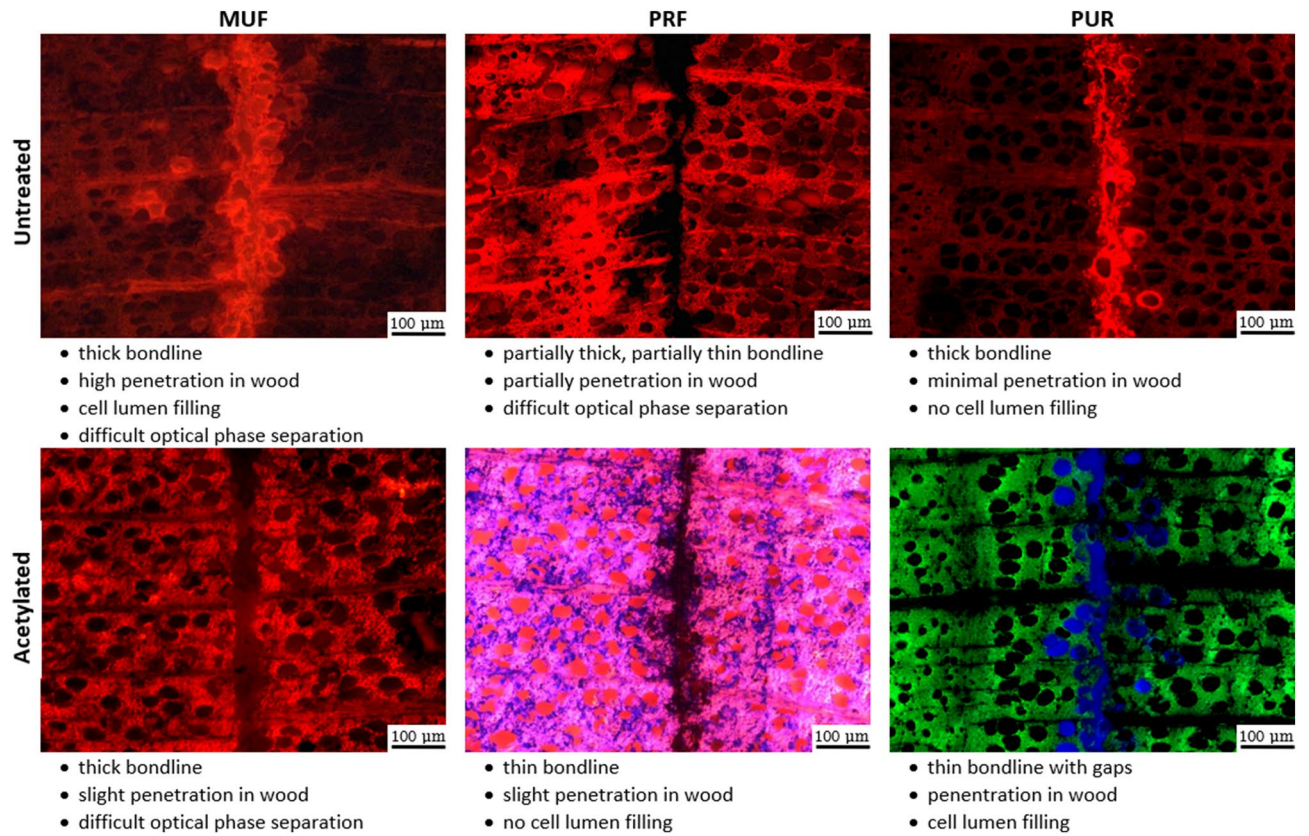 MUF
PRF
PUR
Untreated
100 µm
100 µm
100 µm
• thick bondline
• high penetration in wood
• cell lumen filling
• difficult optical phase separation
• partially thick, partially thin bondline
• partially penetration in wood
• difficult optical phase separation
• thick bondline
• minimal penetration in wood
• no cell lumen filling
Acetylated
100 µm
100 µm
100 µm
• thick bondline
• slight penetration in wood
• difficult optical phase separation
• thin bondline
• slight penetration in wood
• no cell lumen filling
• thin bondline with gaps
• penentration in wood
• cell lumen filling